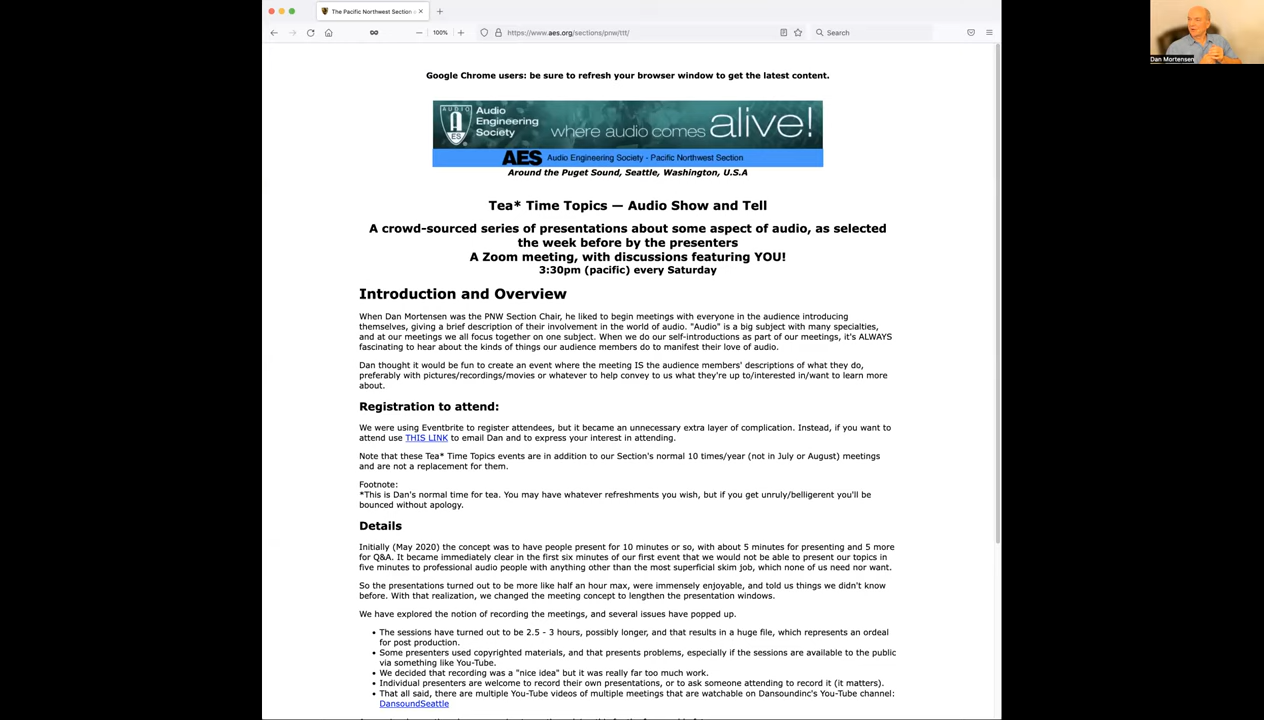 The Pacific Northwest Section
100%
https://www.aes.org/sections/pnw/ttt/
Search
Dan Mortensen
Google Chrome users: be sure to refresh your browser window to get the latest content.
AUDIO
AES
Audio
Engineering
Society
where audio comes alive!
AES Audio Engineering Society - Pacific Northwest Section
Around the Puget Sound, Seattle, Washington, U.S.A
Tea* Time Topics — Audio Show and Tell
A crowd-sourced series of presentations about some aspect of audio, as selected
the week before by the presenters
A Zoom meeting, with discussions featuring YOU!
3:30pm (pacific) every Saturday
Introduction and Overview
When Dan Mortensen was the PNW Section Chair, he liked to begin meetings with everyone in the audience introducing
themselves, giving a brief description of their involvement in the world of audio. "Audio" is a big subject with many specialties,
and at our meetings we all focus together on one subject. When we do our self-introductions as part of our meetings, it's ALWAYS
fascinating to hear about the kinds of things our audience members do to manifest their love of audio.
Dan thought it would be fun to create an event where the meeting IS the audience members' descriptions of what they do,
preferably with pictures/recordings/movies or whatever to help convey to us what they're up to/interested in/want to learn more
about.
Registration to attend:
We were using Eventbrite to register attendees, but it became an unnecessary extra layer of complication. Instead, if you want to
attend use THIS LINK to email Dan and to express your interest in attending.
Note that these Tea* Time Topics events are in addition to our Section's normal 10 times/year (not in July or August) meetings
and are not a replacement for them.
Footnote:
*This is Dan's normal time for tea. You may have whatever refreshments you wish, but if you get unruly/belligerent you'll be
bounced without apology.
Details
Initially (May 2020) the concept was to have people present for 10 minutes or so, with about 5 minutes for presenting and 5 more
for Q&A. It became immediately clear in the first six minutes of our first event that we would not be able to present our topics in
five minutes to professional audio people with anything other than the most superficial skim job, which none of us need nor want.
So the presentations turned out to be more like half an hour max, were immensely enjoyable, and told us things we didn't know
before. With that realization, we changed the meeting concept to lengthen the presentation windows.
We have explored the notion of recording the meetings, and several issues have popped up.
• The sessions have turned out to be 2.5 - 3 hours, possibly longer, and that results in a huge file, which represents an ordeal
for post production.
• Some presenters used copyrighted materials, and that presents problems, especially if the sessions are available to the public
via something like You-Tube.
• We decided that recording was a "nice idea" but it was really far too much work.
• Individual presenters are welcome to record their own presentations, or to ask someone attending to record it (it matters).
• That all said, there are multiple You-Tube videos of multiple meetings that are watchable on Dansoundinc's You-Tube channel:
DansoundSeattle